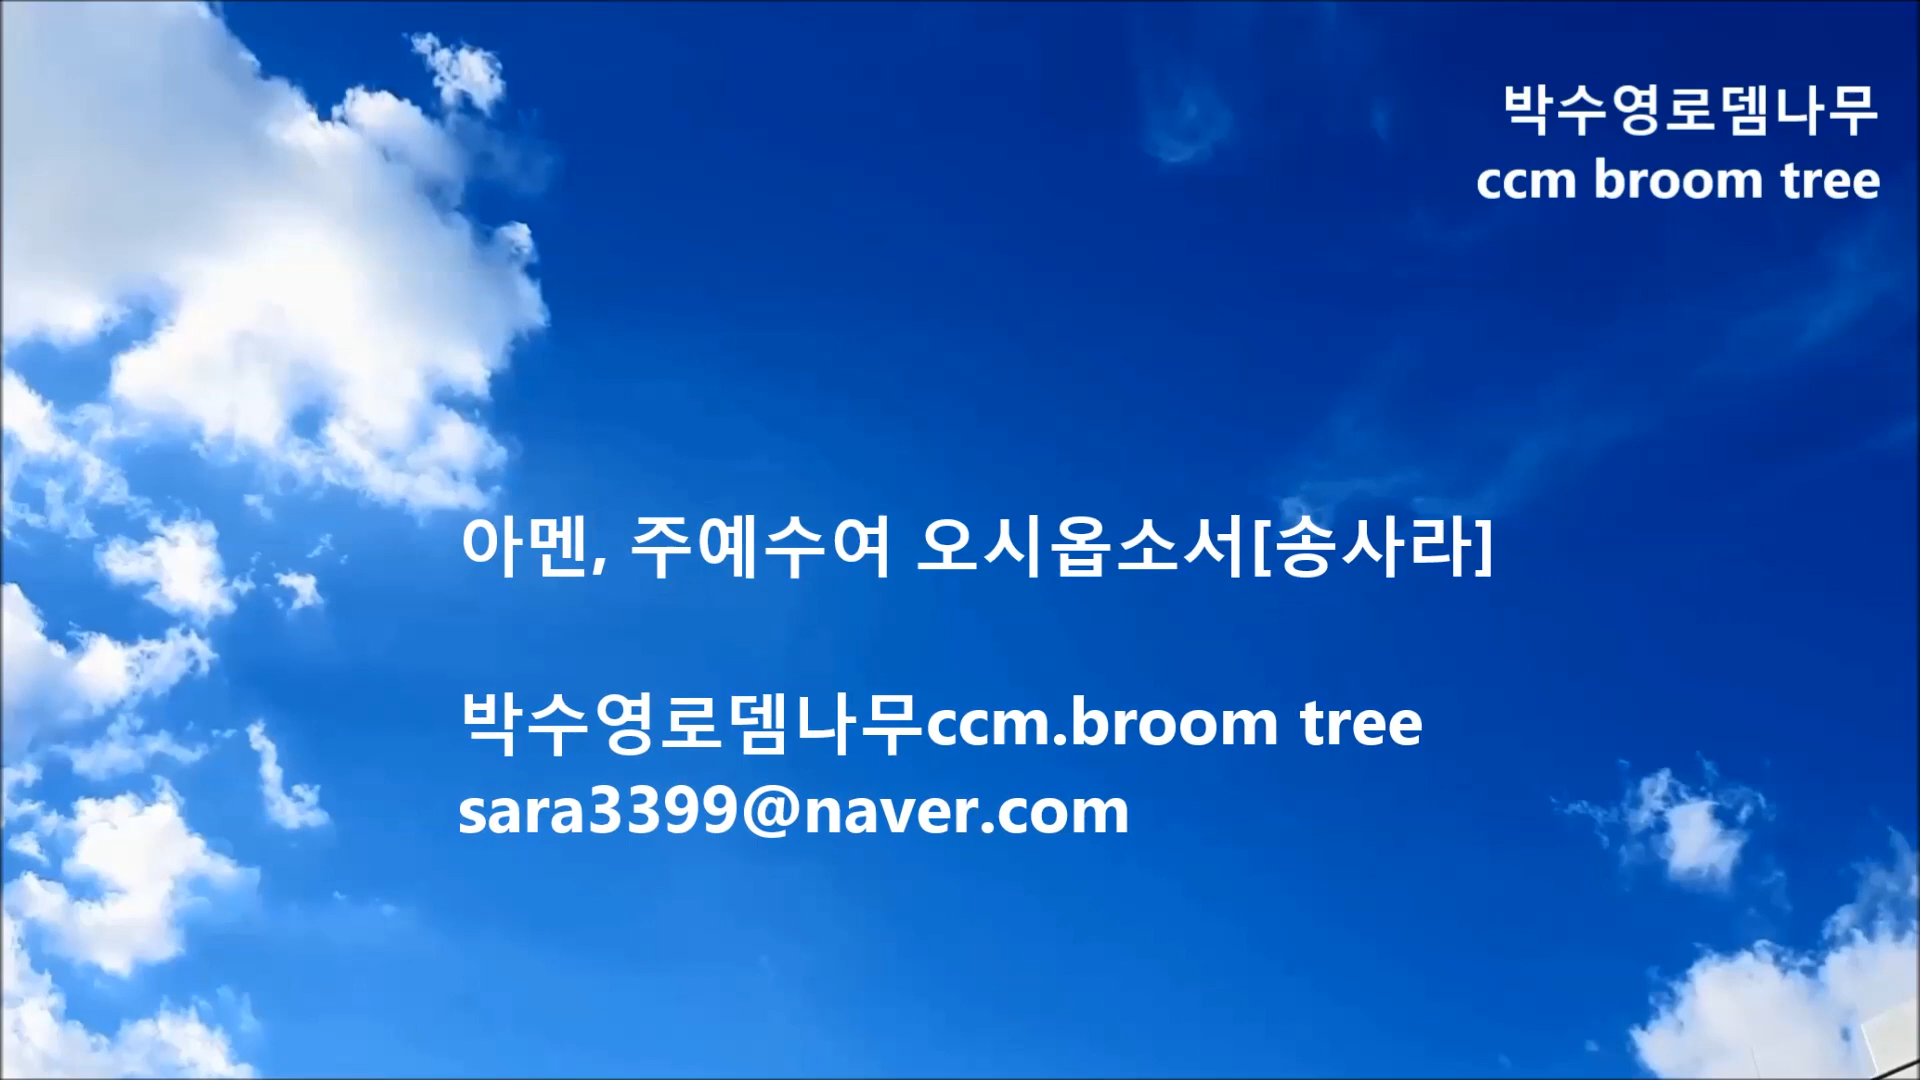 박수영로뎀나무
ccm broom tree
아멘, 주예수여 오시옵소서[송사라]
박수영로뎀나무ccm.broom tree
sara3399@naver.com